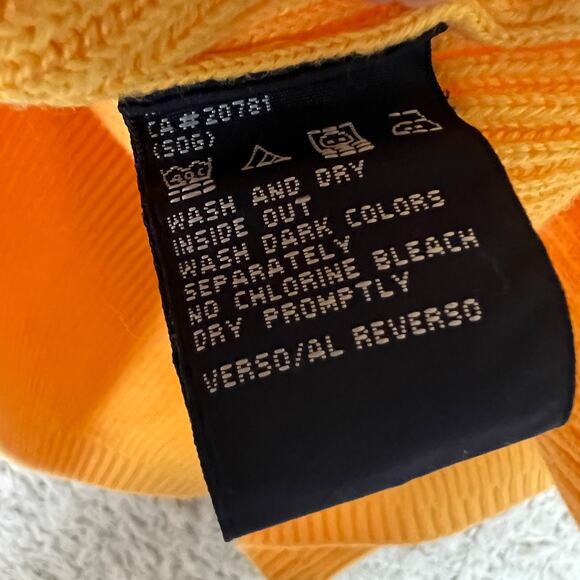 CA#20781
(SOG)
WASH AND DRY
INSIDE OUT
WASH DARK COLORS
SEPARATELY
NO CHLORINE BLEACH
DRY PROMPTLY
VERSO/AL REVERSO